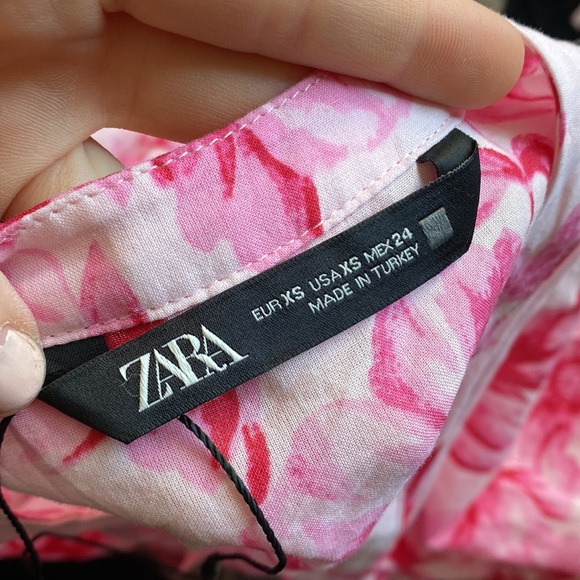 ZARA
EUR XS USA XS MEX 24
MADE IN TURKEY